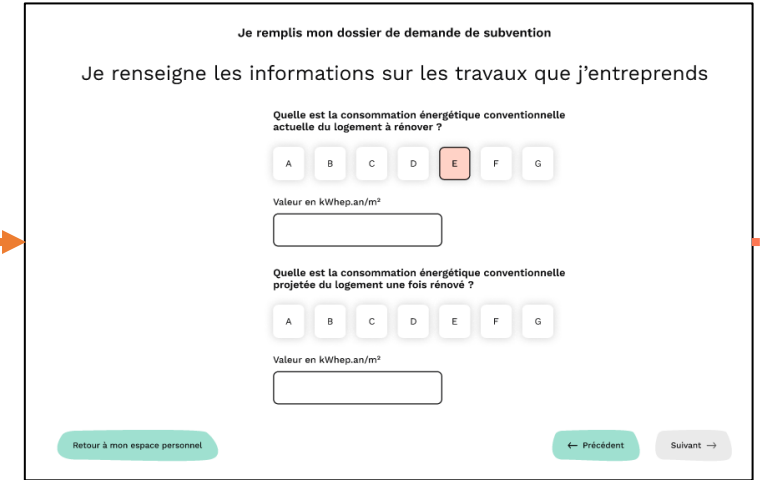 Je remplis mon dossier de demande de subvention
Je renseigne les informations sur les travaux que j’entreprends
Quelle est la consommation énergétique conventionnelle
actuelle du logement à rénover ?
A B C D E F G
Valeur en kWhep.an/m²
Quelle est la consommation énergétique conventionnelle
projetée du logement une fois rénové ?
A B C D E F G
Valeur en kWhep.an/m²
Retour à mon espace personnel
← Précédent
Suivant →